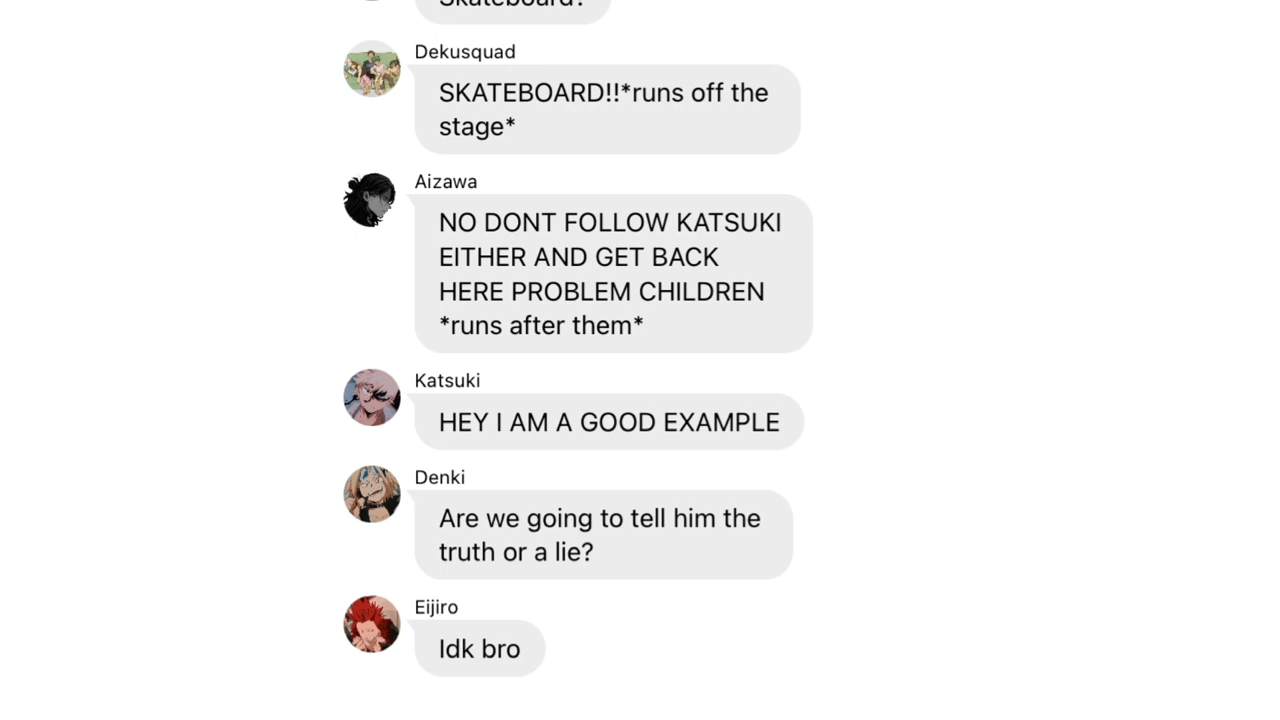 Skateboard?
Dekusquad
SKATEBOARD!!*runs off the
stage*
Aizawa
NO DONT FOLLOW KATSUKI
EITHER AND GET BACK
HERE PROBLEM CHILDREN
*runs after them*
Katsuki
HEY I AM A GOOD EXAMPLE
Denki
Are we going to tell him the
truth or a lie?
Eijiro
Idk bro